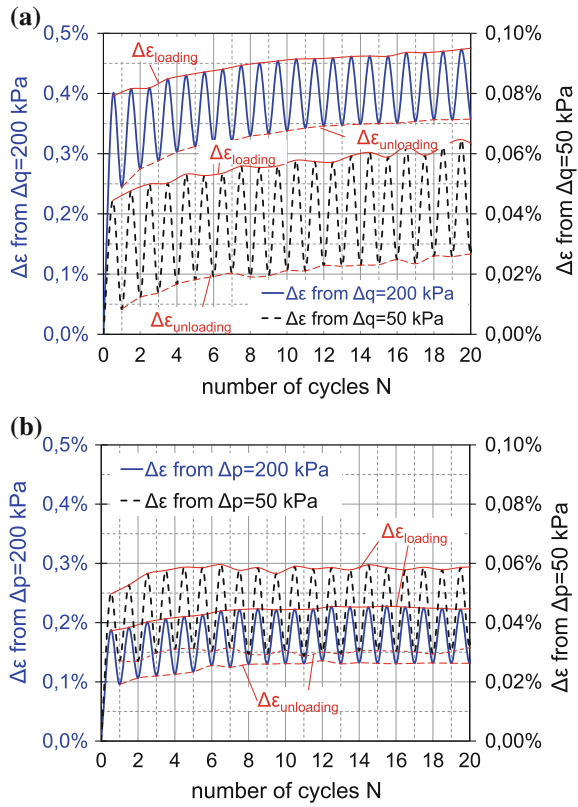 (a)
Δε from Δq=200 kPa
0,5%
0,4%
0,3%
0,2%
0,1%
0,0%
0,10%
0,08%
0,06%
0,04%
0,02%
0,00%
Δε from Δq=50 kPa
Δεloading
Δεunloading
Δεloading
Δεunloading
Δε from Δq=200 kPa
Δε from Δq=50 kPa
0 2 4 6 8 10 12 14 16 18 20
number of cycles N
(b)
Δε from Δp=200 kPa
0,5%
0,4%
0,3%
0,2%
0,1%
0,0%
0,10%
0,08%
0,06%
0,04%
0,02%
0,00%
Δε from Δp=50 kPa
Δε from Δp=200 kPa
Δε from Δp=50 kPa
Δεloading
Δεunloading
0 2 4 6 8 10 12 14 16 18 20
number of cycles N